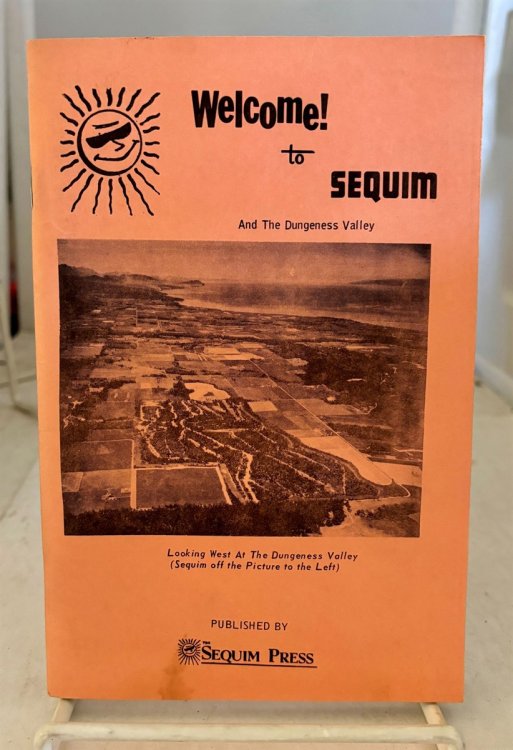 Welcome!
to
SEQUIM
And The Dungeness Valley
Looking West At The Dungeness Valley
(Sequim off the Picture to the Left)
PUBLISHED BY
THE
SEQUIM PRESS